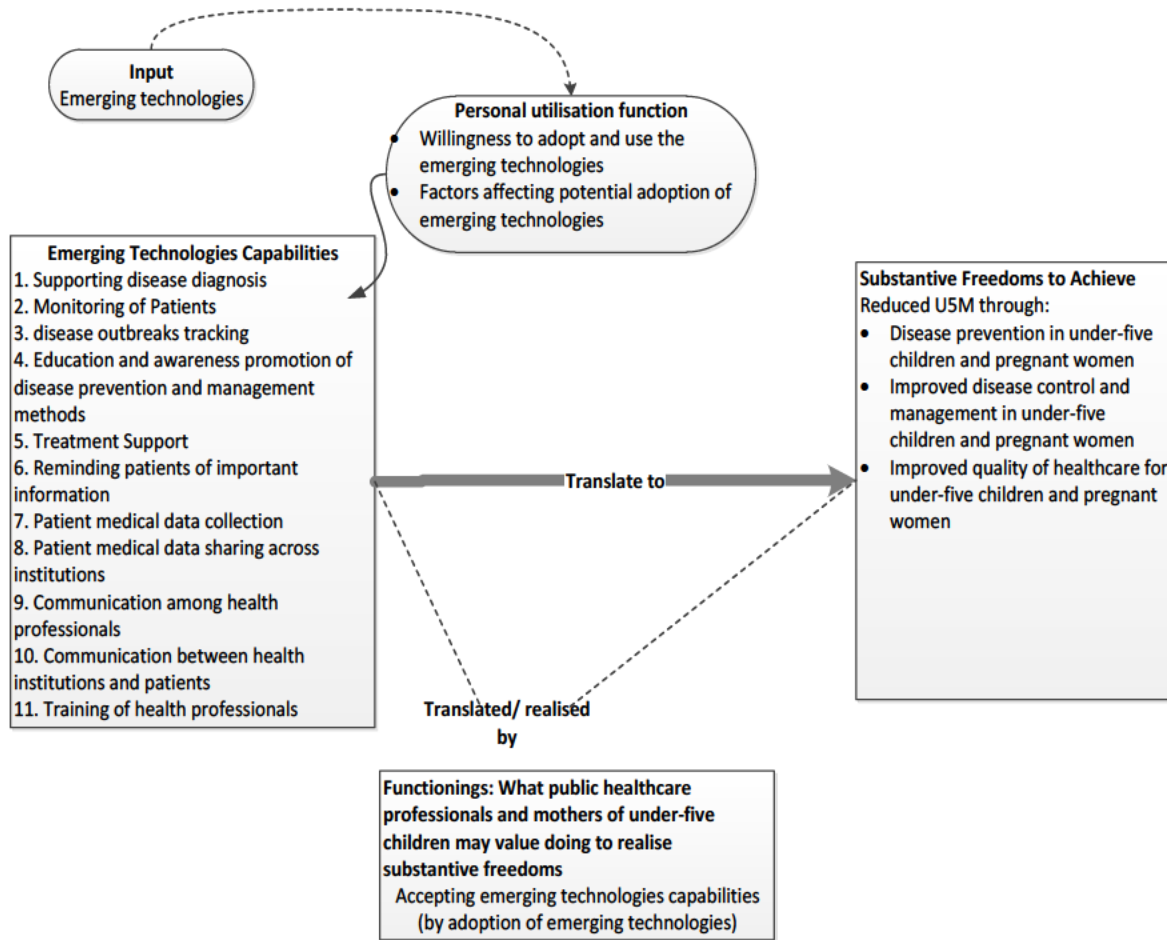 Input
Emerging technologies
Personal utilisation function
• Willingness to adopt and use the
emerging technologies
• Factors affecting potential adoption of
emerging technologies
Emerging Technologies Capabilities
1. Supporting disease diagnosis
2. Monitoring of Patients
3. disease outbreaks tracking
4. Education and awareness promotion of
disease prevention and management
methods
5. Treatment Support
6. Reminding patients of important
information
7. Patient medical data collection
8. Patient medical data sharing across
institutions
9. Communication among health
professionals
10. Communication between health
institutions and patients
11. Training of health professionals
Translate to
Substantive Freedoms to Achieve
Reduced U5M through:
• Disease prevention in under-five
children and pregnant women
• Improved disease control and
management in under-five
children and pregnant women
• Improved quality of healthcare for
under-five children and pregnant
women
Translated/ realised
by
Functionings: What public healthcare
professionals and mothers of under-five
children may value doing to realise
substantive freedoms
Accepting emerging technologies capabilities
(by adoption of emerging technologies)